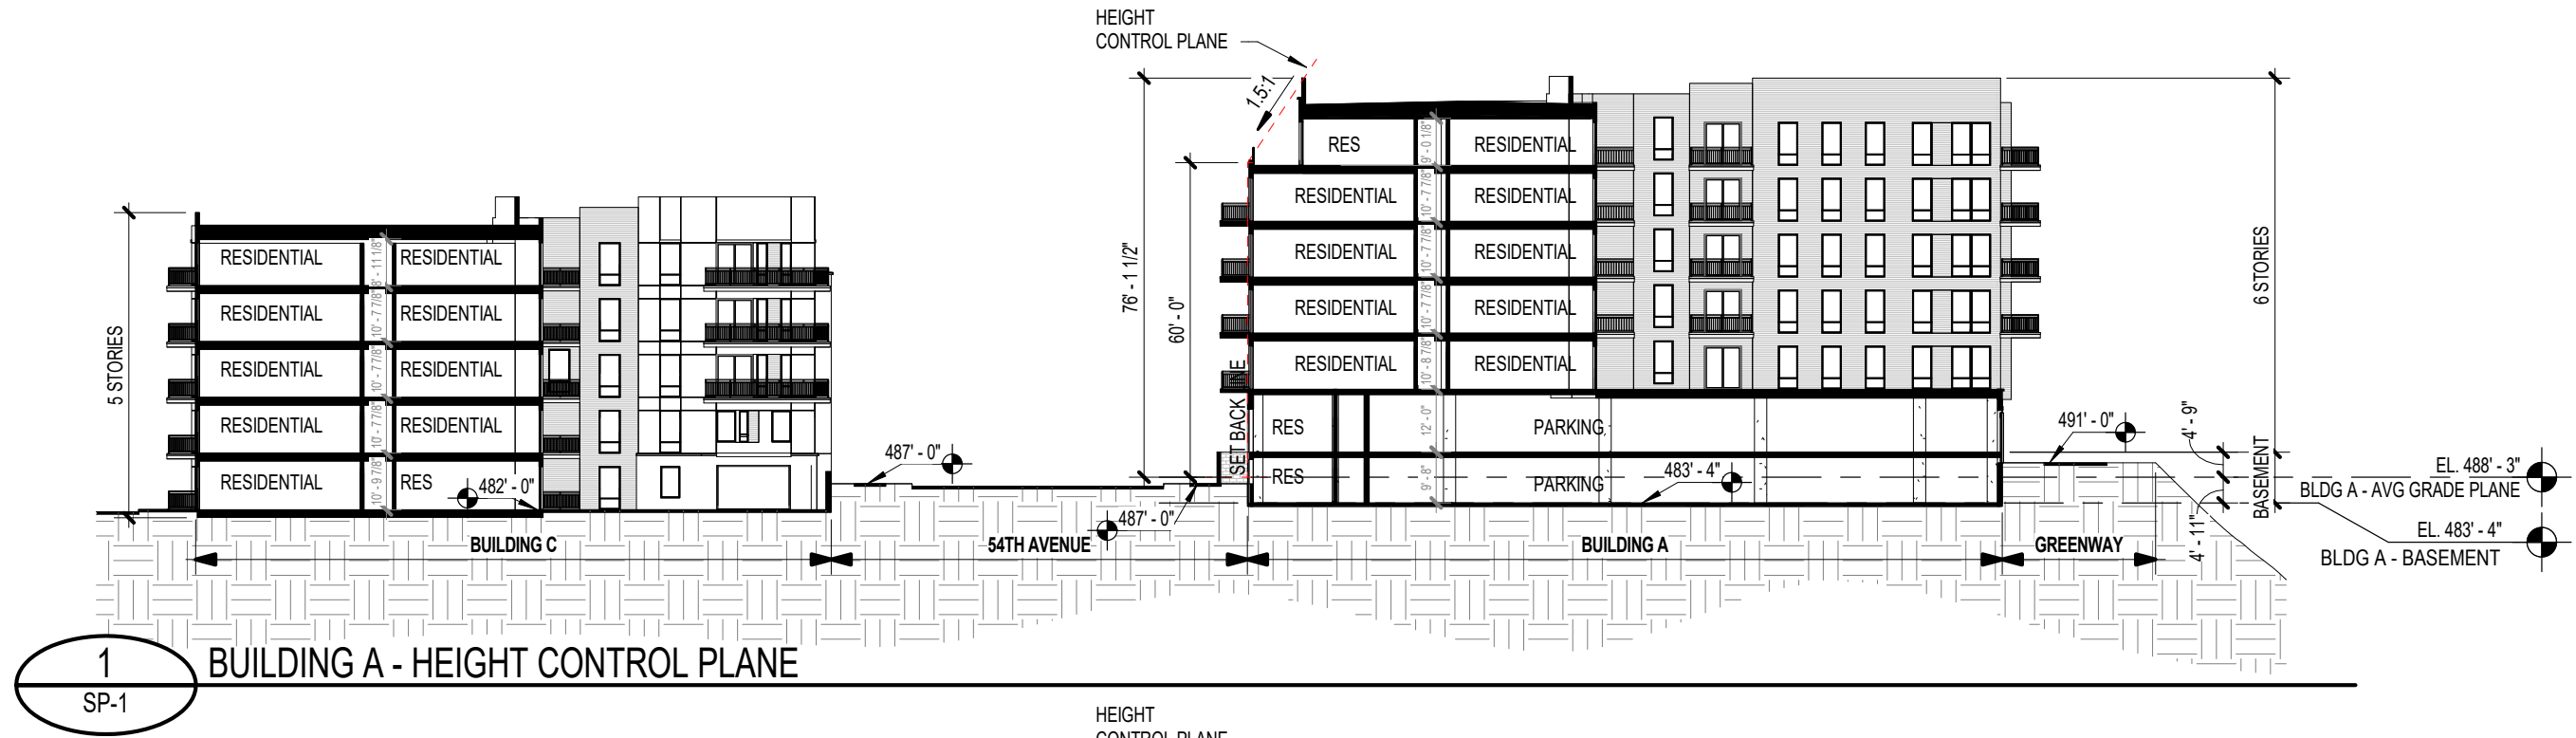 HEIGHT
CONTROL PLANE
1.5:1
76' - 1 1/2"
60' - 0"
SET BACK
5 STORIES
RESIDENTIAL
RESIDENTIAL
8' - 11 1/8"
RESIDENTIAL
RESIDENTIAL
10' - 7 7/8"
RESIDENTIAL
RESIDENTIAL
10' - 7 7/8"
RESIDENTIAL
RESIDENTIAL
10' - 7 7/8"
RESIDENTIAL
RES
10' - 9 7/8"
482' - 0"
487' - 0"
487' - 0"
RES
RESIDENTIAL
9' - 0 1/8"
RESIDENTIAL
RESIDENTIAL
10' - 7 7/8"
RESIDENTIAL
RESIDENTIAL
10' - 7 7/8"
RESIDENTIAL
RESIDENTIAL
10' - 7 7/8"
RESIDENTIAL
RESIDENTIAL
10' - 8 7/8"
RES
12' - 0"
PARKING
RES
9' - 8"
PARKING
483' - 4"
491' - 0"
4' - 9"
4' - 11"
6 STORIES
BASEMENT
EL. 488' - 3"
BLDG A - AVG GRADE PLANE
EL. 483' - 4"
BLDG A - BASEMENT
BUILDING C
54TH AVENUE
BUILDING A
GREENWAY
1
SP-1
BUILDING A - HEIGHT CONTROL PLANE
HEIGHT
CONTROL PLANE